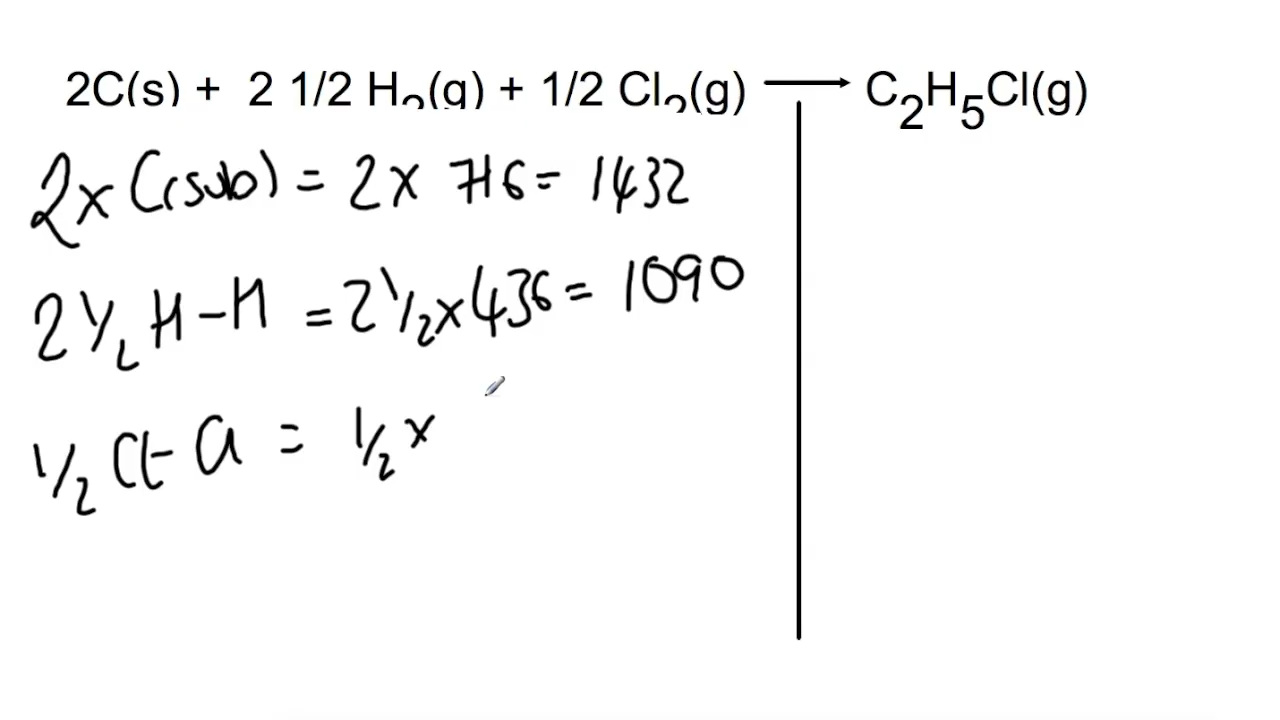 2C(s) + 2 1/2 H2(g) + 1/2 Cl2(g) ⟶ C2H5Cl(g)
2x C(sub) = 2 x 716 = 1432
2 1/2 H-H = 2 1/2 x 436 = 1090
1/2 Cl-Cl = 1/2 x